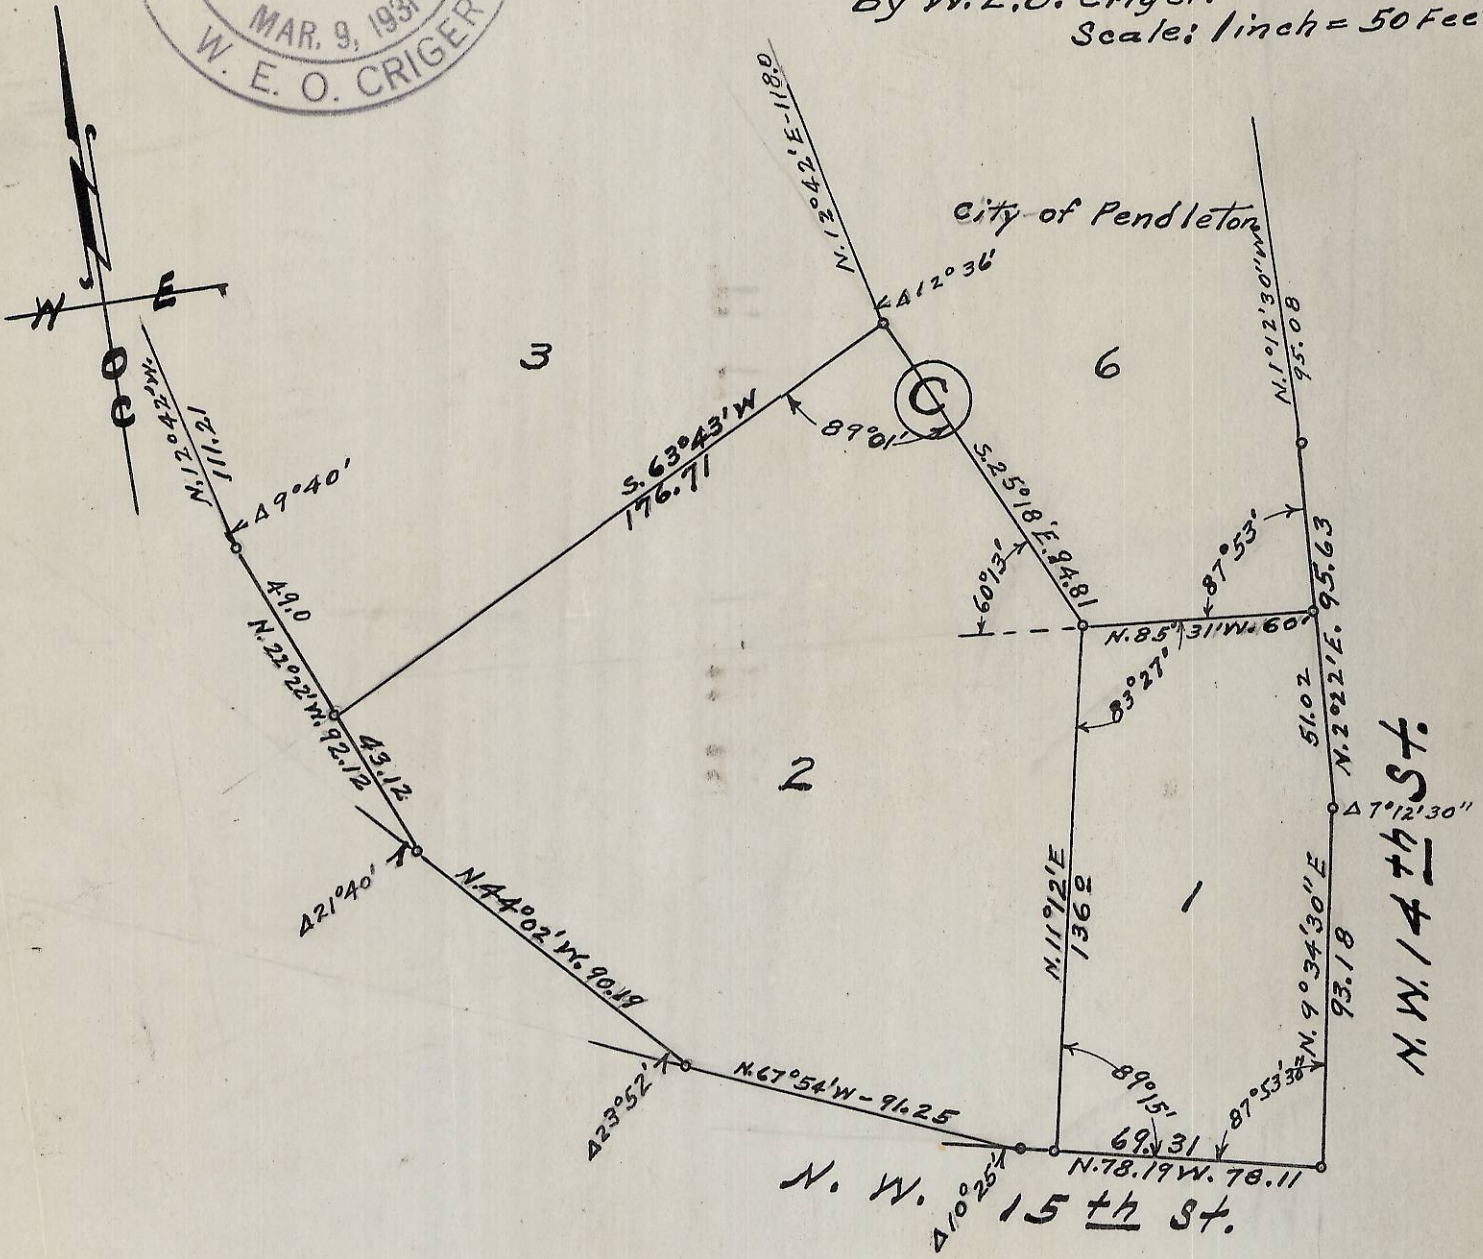 By W.E.O. Criger.
Scale: 1 inch = 50 Fee
MAR. 9, 1931
W. E. O. CRIGER
W E
N.12°42'W.
111.21
Δ9°40'
N.12°42'E-118.0
City of Pendleton
Δ12°36'
N.1°12'30"W.
95.08
3
6
C
89°01'
S.63°43'W
176.71
S.25°18'E. 94.81
60°13'
87°53'
N.85°31'W. 60'
83°27'
N.2°22'E. 95.63
51.02
49.0
N.22°22'W. 92.12
43.12
2
Δ21°40'
N.44°02'W. 90.19
Δ7°12'30"
N.W. 14th St.
N.11°12'E
136.0
1
N.9°34'30"E
93.18
Δ23°52'
N.67°54'W-91.25
89°15'
87°53'30"
69.31
N.78.19W. 78.11
Δ10°25'
N. W. 15th St.